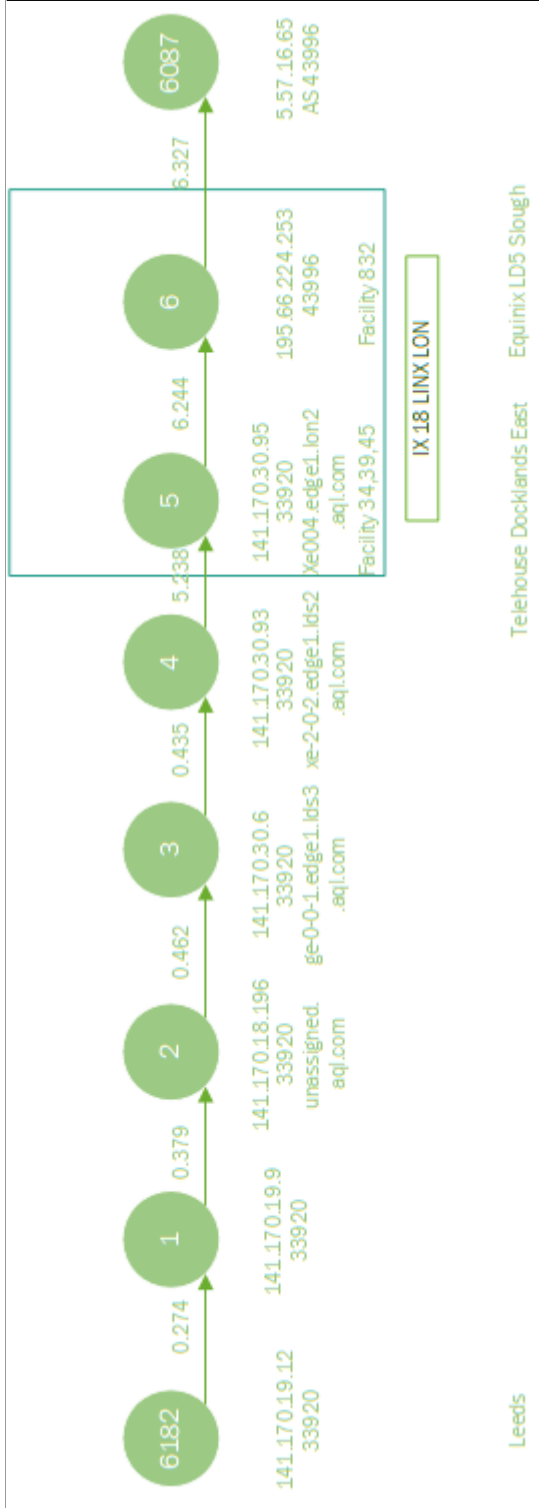 6182
0.274
1
0.379
2
0.462
3
0.435
4
5.238
5
6.244
6
6.327
6087
141.170.19.12
33920
141.170.19.9
33920
141.170.18.196
33920
unassigned.
aql.com
141.170.30.6
33920
ge-0-0-1.edge1.lds3
.aql.com
141.170.30.93
33920
xe-2-0-2.edge1.lds2
.aql.com
141.170.30.95
33920
Xe004.edge1.lon2
.aql.com
Facility 34,39,45
195.66.224.253
43996
Facility 832
5.57.16.65
AS 43996
IX 18 LINX LON
Leeds
Telehouse Docklands East
Equinix LD5 Slough